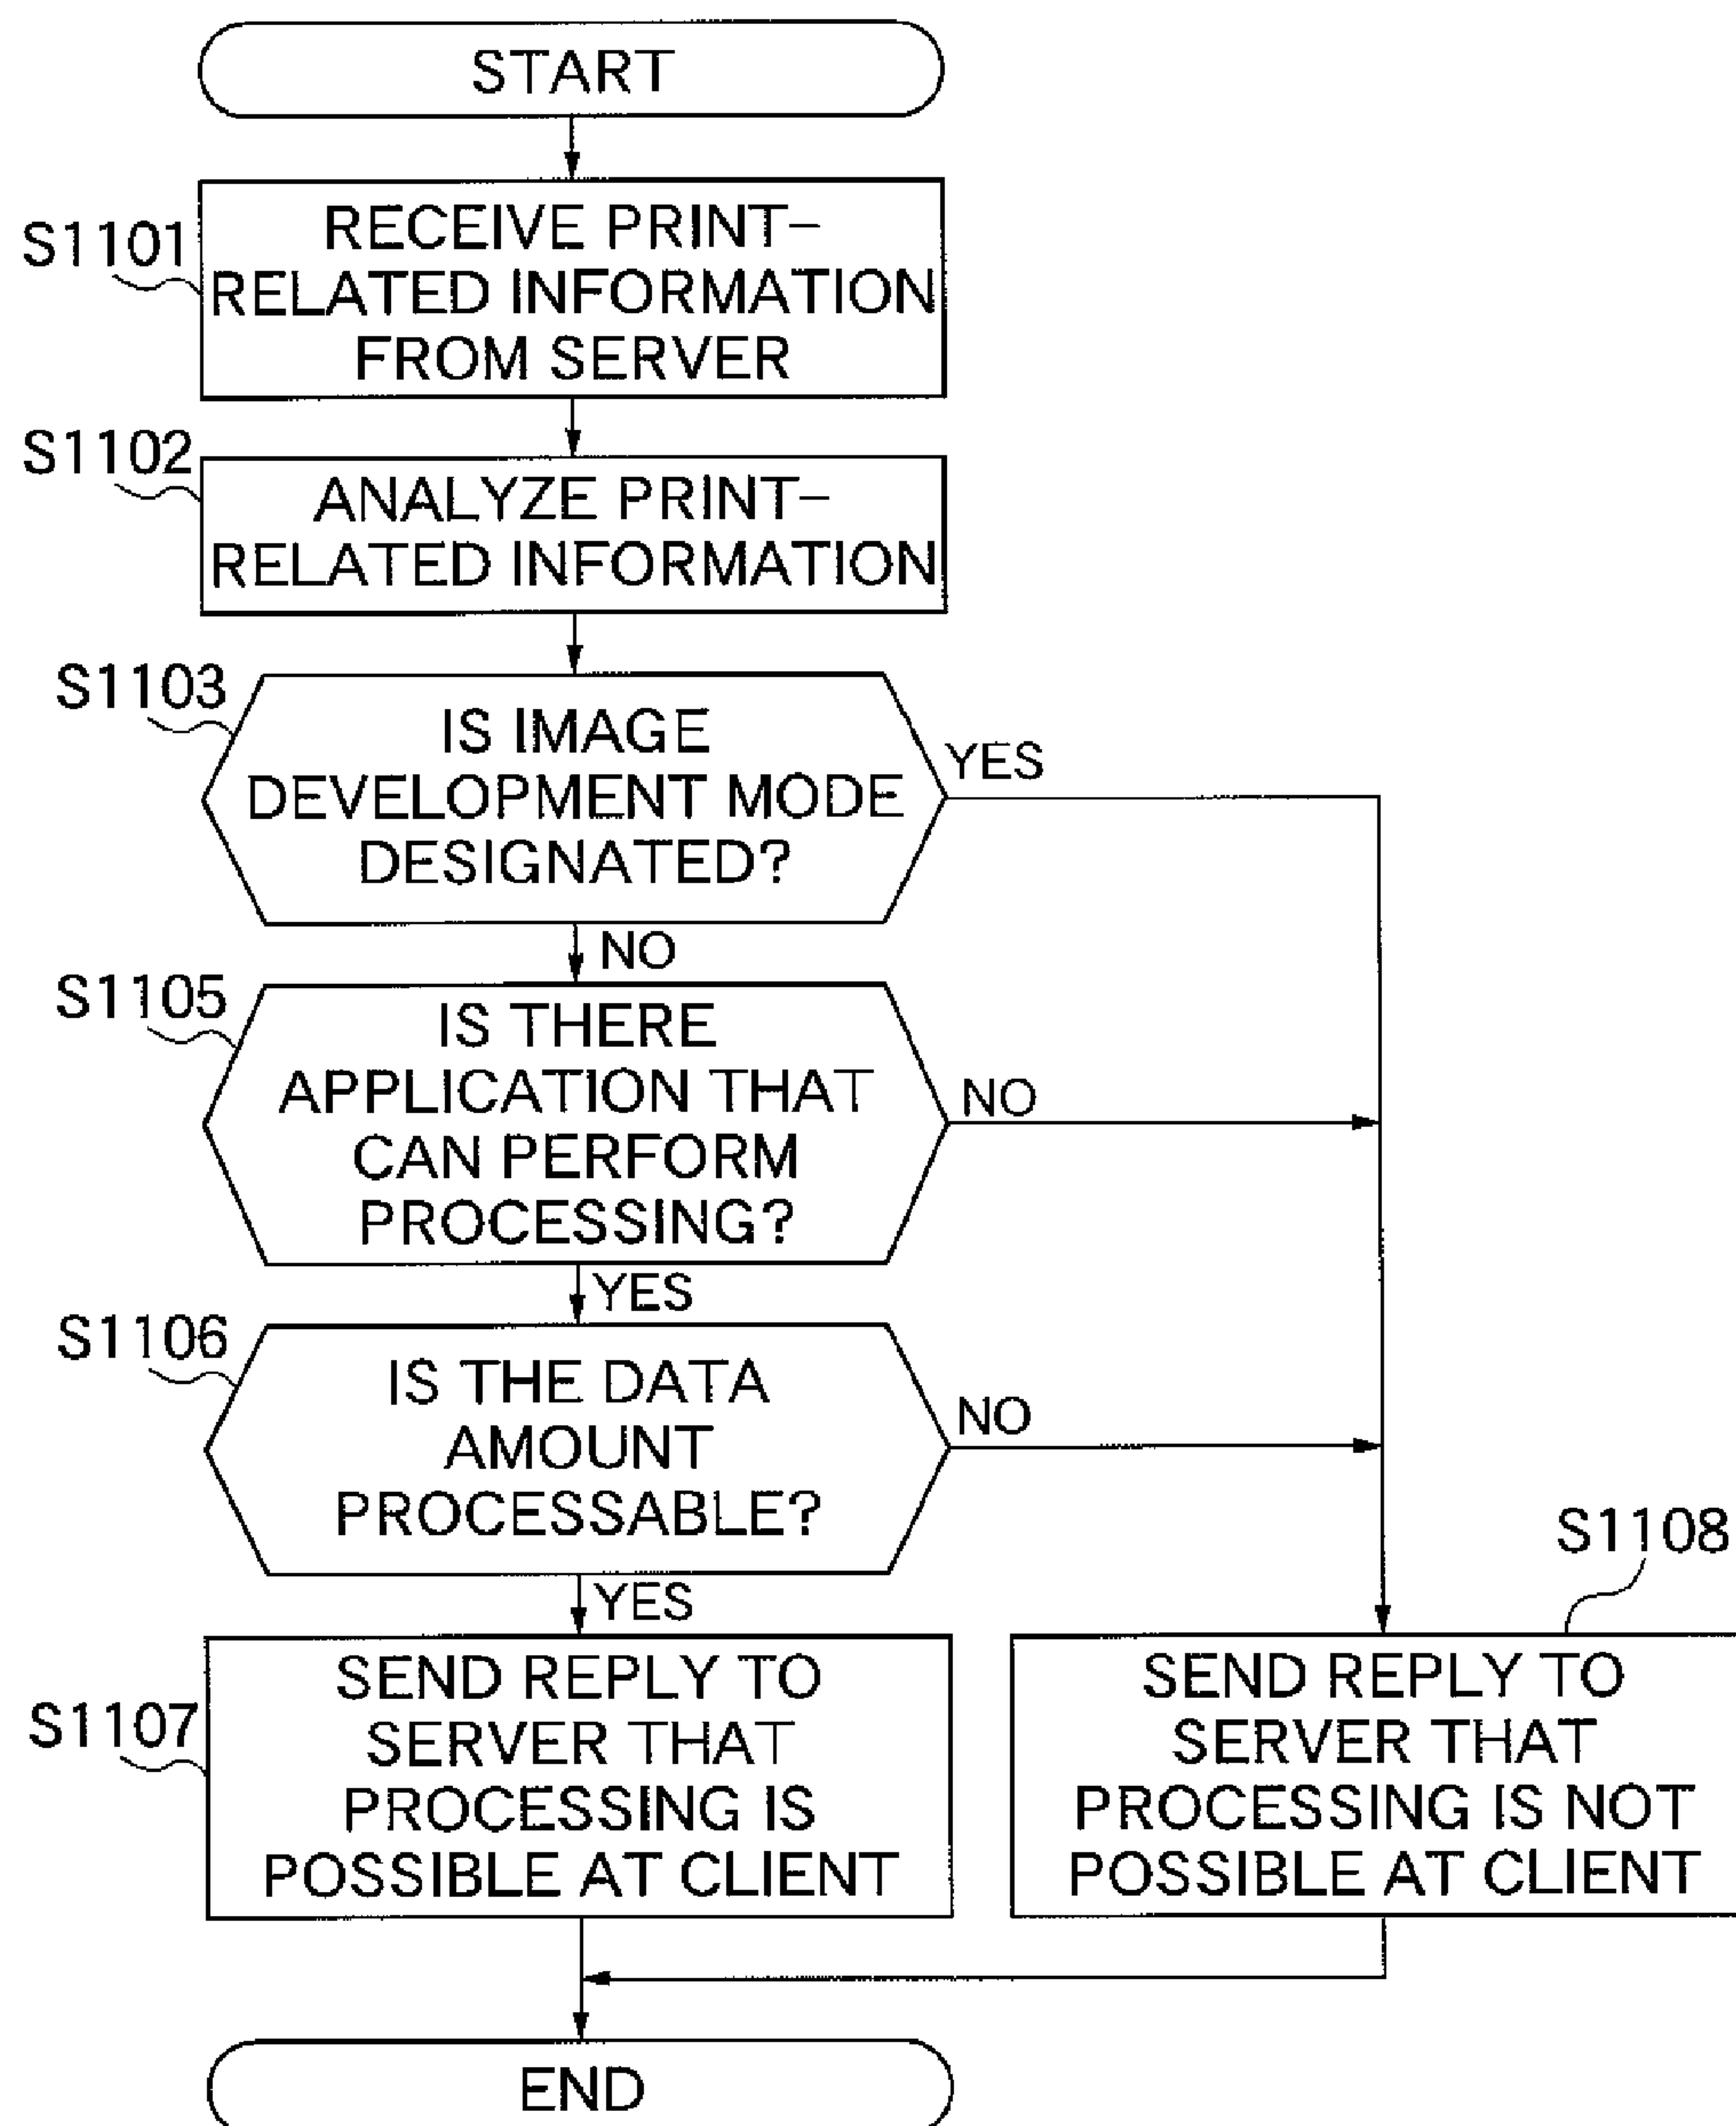 START
S1101
RECEIVE PRINT-
RELATED INFORMATION
FROM SERVER
S1102
ANALYZE PRINT-
RELATED INFORMATION
S1103
IS IMAGE
DEVELOPMENT MODE
DESIGNATED?
YES
NO
S1105
IS THERE
APPLICATION THAT
CAN PERFORM
PROCESSING?
NO
YES
S1106
IS THE DATA
AMOUNT
PROCESSABLE?
NO
YES
S1107
SEND REPLY TO
SERVER THAT
PROCESSING IS
POSSIBLE AT CLIENT
S1108
SEND REPLY TO
SERVER THAT
PROCESSING IS NOT
POSSIBLE AT CLIENT
END